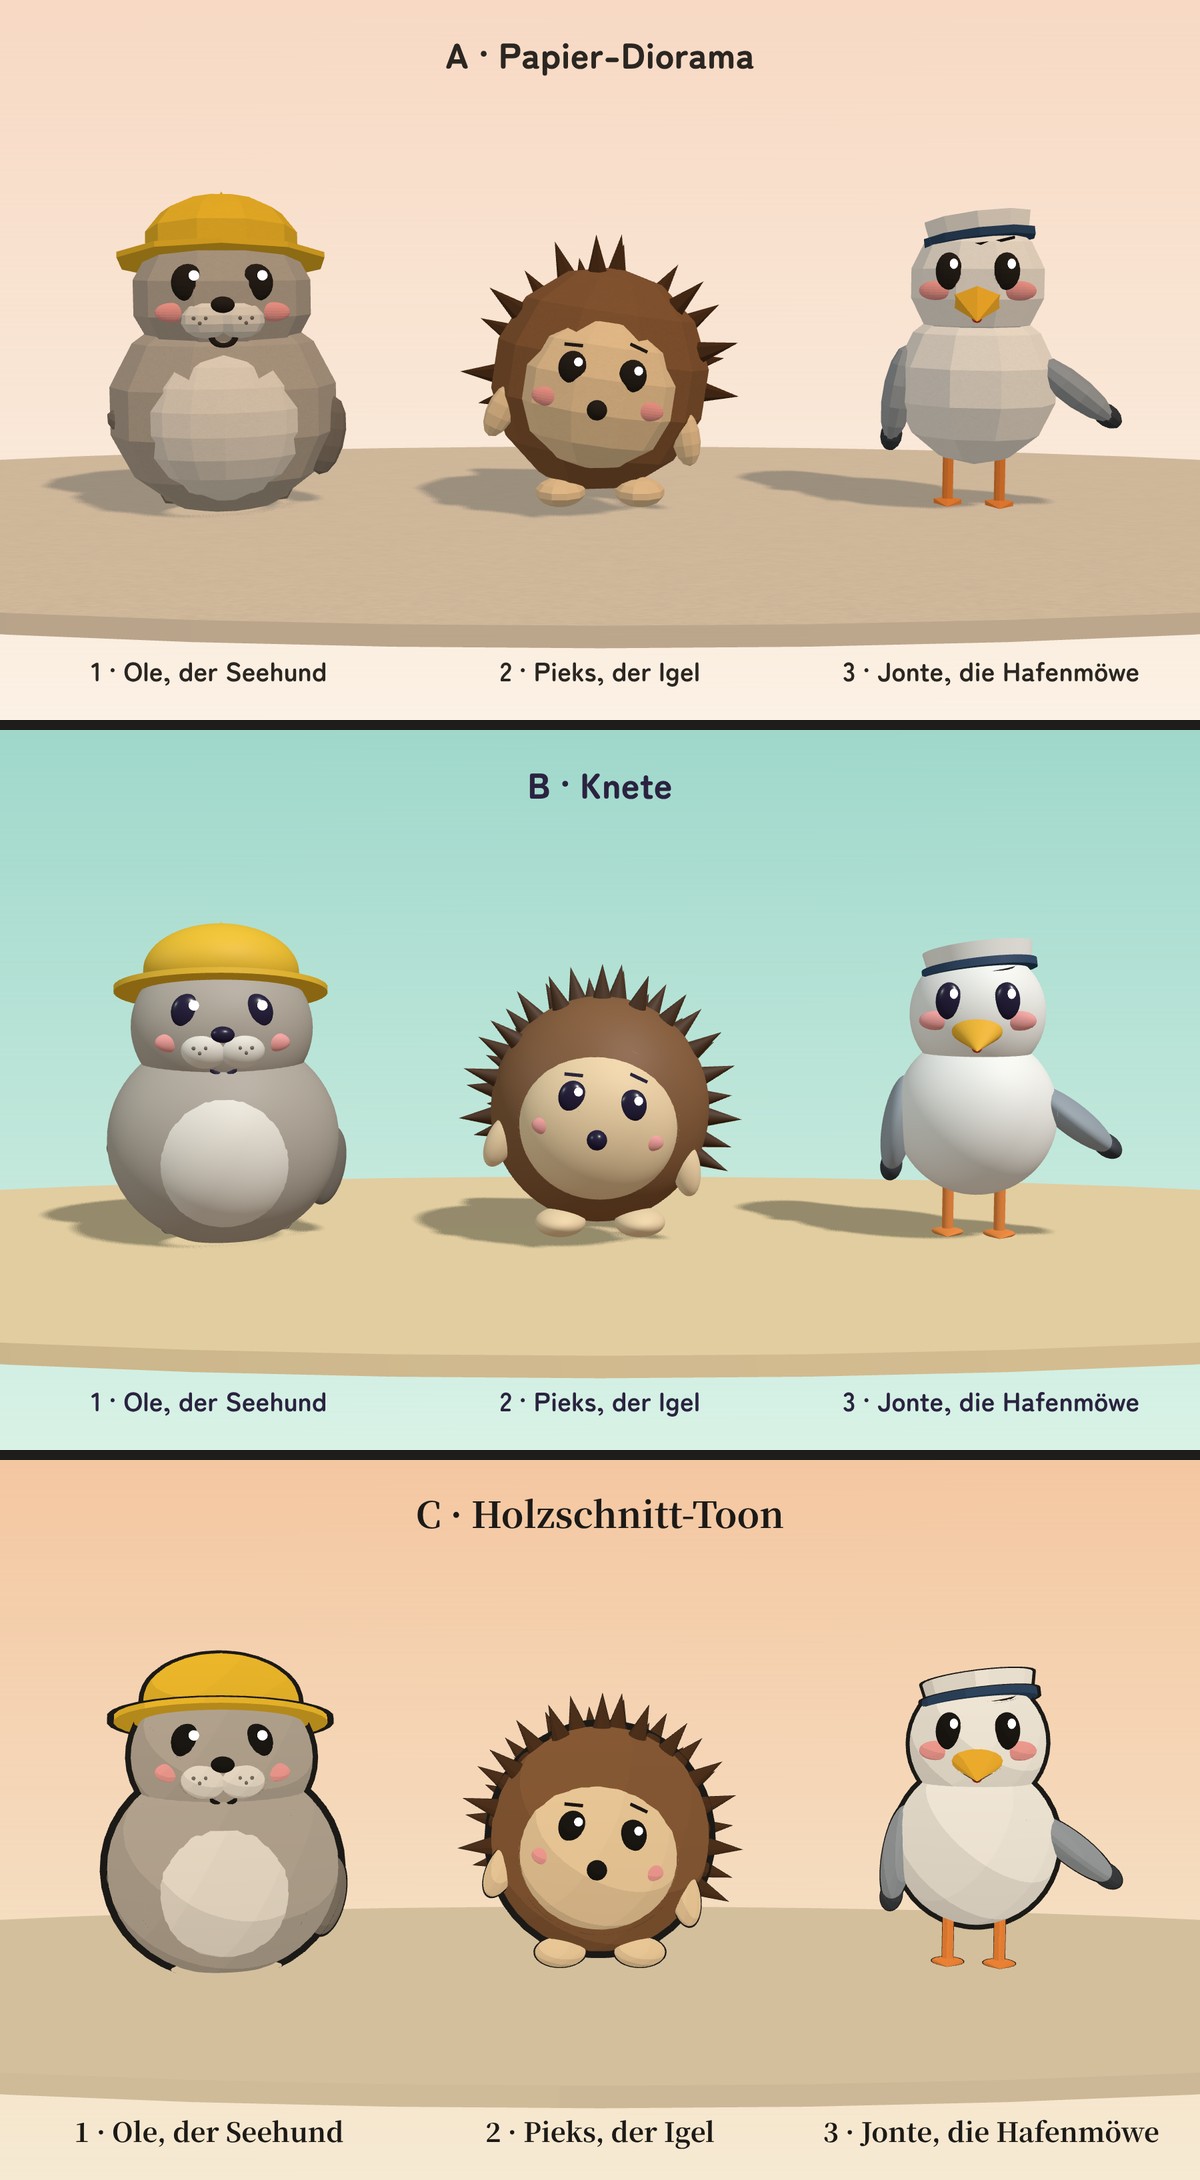 A · Papier-Diorama
1 · Ole, der Seehund
2 · Pieks, der Igel
3 · Jonte, die Hafenmöwe
B · Knete
1 · Ole, der Seehund
2 · Pieks, der Igel
3 · Jonte, die Hafenmöwe
C · Holzschnitt-Toon
1 · Ole, der Seehund
2 · Pieks, der Igel
3 · Jonte, die Hafenmöwe